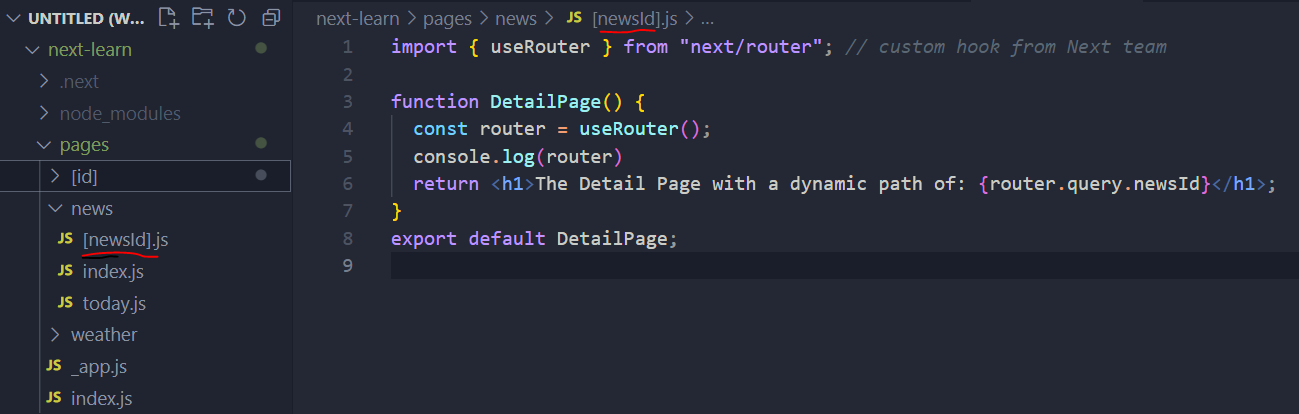 UNTITLED (W...
next-learn
.next
node_modules
pages
[id]
news
JS [newsId].js
JS index.js
JS today.js
weather
JS _app.js
JS index.js
next-learn > pages > news > JS [newsId].js > ...
1 import { useRouter } from "next/router"; // custom hook from Next team
2
3 function DetailPage() {
4 const router = useRouter();
5 console.log(router)
6 return <h1>The Detail Page with a dynamic path of: {router.query.newsId}</h1>;
7 }
8 export default DetailPage;
9